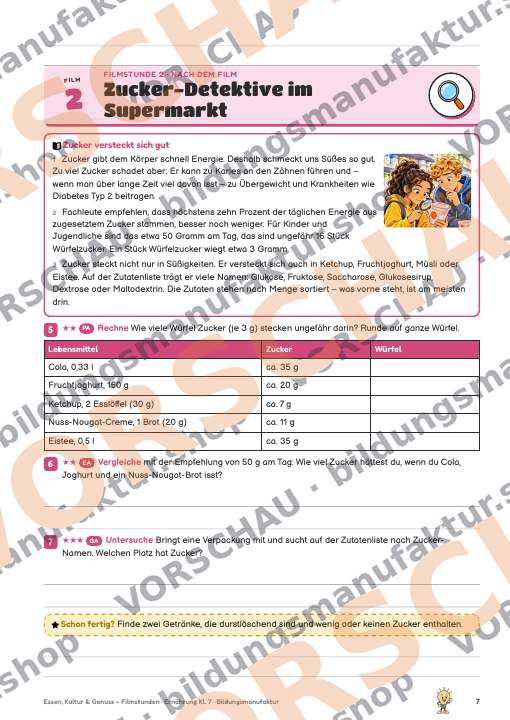 FILM
2
FILMSTUNDE 2 · NACH DEM FILM
Zucker-Detektive im
Supermarkt
Zucker versteckt sich gut
1 Zucker gibt dem Körper schnell Energie. Deshalb schmeckt uns Süßes so gut.
Zu viel Zucker schadet aber: Er kann zu Karies an den Zähnen führen und –
wenn man über lange Zeit viel davon isst – zu Übergewicht und Krankheiten wie
Diabetes Typ 2 beitragen.
2 Fachleute empfehlen, dass höchstens zehn Prozent der täglichen Energie aus
zugesetztem Zucker stammen, besser noch weniger. Für Kinder und
Jugendliche sind das etwa 50 Gramm am Tag, das sind ungefähr 16 Stück
Würfelzucker. Ein Stück Würfelzucker wiegt etwa 3 Gramm.
3 Zucker steckt nicht nur in Süßigkeiten. Er versteckt sich auch in Ketchup, Fruchtjoghurt, Müsli oder
Eistee. Auf der Zutatenliste trägt er viele Namen: Glukose, Fruktose, Saccharose, Glukosesirup,
Dextrose oder Maltodextrin. Die Zutaten stehen nach Menge sortiert – was vorne steht, ist am meisten
drin.
5 ★★ PA Rechne Wie viele Würfel Zucker (je 3 g) stecken ungefähr darin? Runde auf ganze Würfel.
Lebensmittel Zucker Würfel
Cola, 0,33 l ca. 35 g
Fruchtjoghurt, 150 g ca. 20 g
Ketchup, 2 Esslöffel (30 g) ca. 7 g
Nuss-Nougat-Creme, 1 Brot (20 g) ca. 11 g
Eistee, 0,5 l ca. 35 g
6 ★★ EA Vergleiche mit der Empfehlung von 50 g am Tag: Wie viel Zucker hättest du, wenn du Cola,
Joghurt und ein Nuss-Nougat-Brot isst?
7 ★★★ GA Untersuche Bringt eine Verpackung mit und sucht auf der Zutatenliste nach Zucker-
Namen. Welchen Platz hat Zucker?
★ Schon fertig? Finde zwei Getränke, die durstlöschend sind und wenig oder keinen Zucker enthalten.
Essen, Kultur & Genuss – Filmstunden · Ernährung Kl. 7 · Bildungsmanufaktur
7
VORSCHAU · bildungsmanufaktur.shop